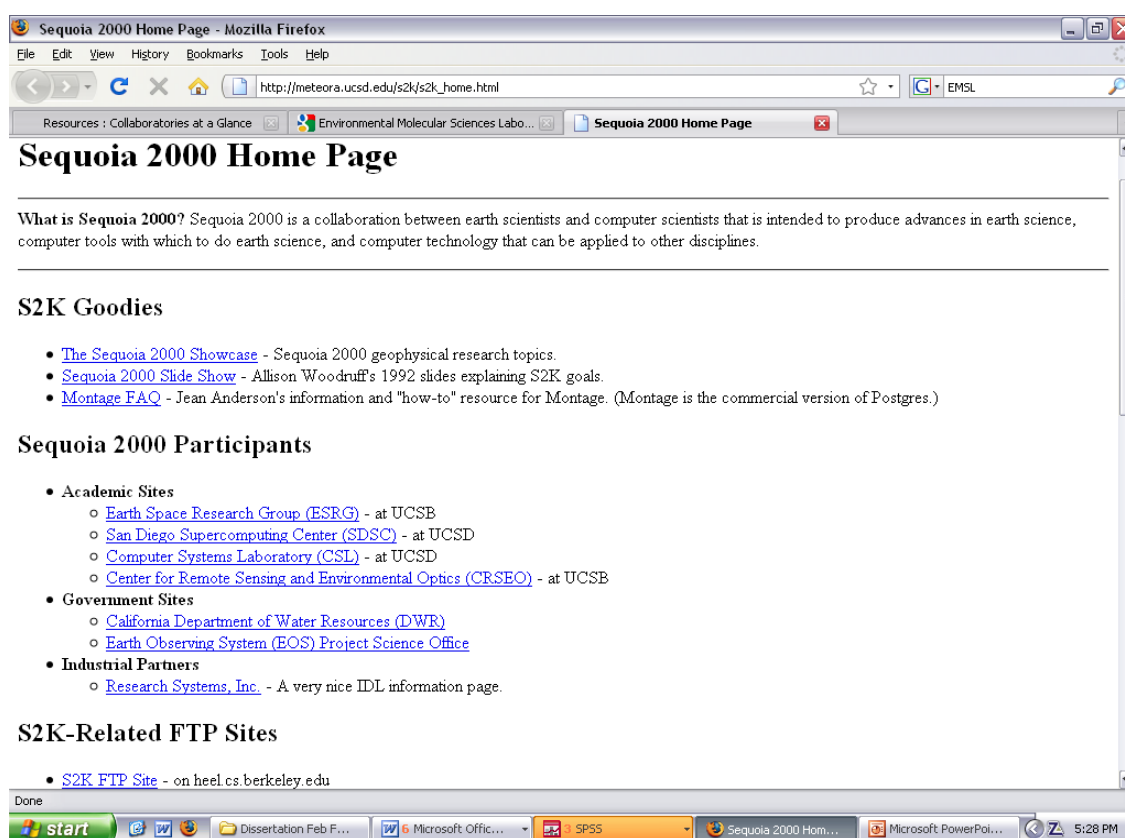 Sequoia 2000 Home Page - Mozilla Firefox
File Edit View History Bookmarks Tools Help
http://meteora.ucsd.edu/s2k/s2k_home.html
G EMSL
Resources : Collaboratories at a Glance
Environmental Molecular Sciences Labo...
Sequoia 2000 Home Page
Sequoia 2000 Home Page
What is Sequoia 2000? Sequoia 2000 is a collaboration between earth scientists and computer scientists that is intended to produce advances in earth science,
computer tools with which to do earth science, and computer technology that can be applied to other disciplines.
S2K Goodies
• The Sequoia 2000 Showcase - Sequoia 2000 geophysical research topics.
• Sequoia 2000 Slide Show - Allison Woodruff's 1992 slides explaining S2K goals.
• Montage FAQ - Jean Anderson's information and "how-to" resource for Montage. (Montage is the commercial version of Postgres.)
Sequoia 2000 Participants
• Academic Sites
○ Earth Space Research Group (ESRG) - at UCSB
○ San Diego Supercomputing Center (SDSC) - at UCSD
○ Computer Systems Laboratory (CSL) - at UCSD
○ Center for Remote Sensing and Environmental Optics (CRSEO) - at UCSB
• Government Sites
○ California Department of Water Resources (DWR)
○ Earth Observing System (EOS) Project Science Office
• Industrial Partners
○ Research Systems, Inc. - A very nice IDL information page.
S2K-Related FTP Sites
• S2K FTP Site - on heel.cs.berkeley.edu
Done
start
Dissertation Feb F...
6 Microsoft Offic...
3 SPSS
Sequoia 2000 Hom...
Microsoft PowerPoi...
5:28 PM